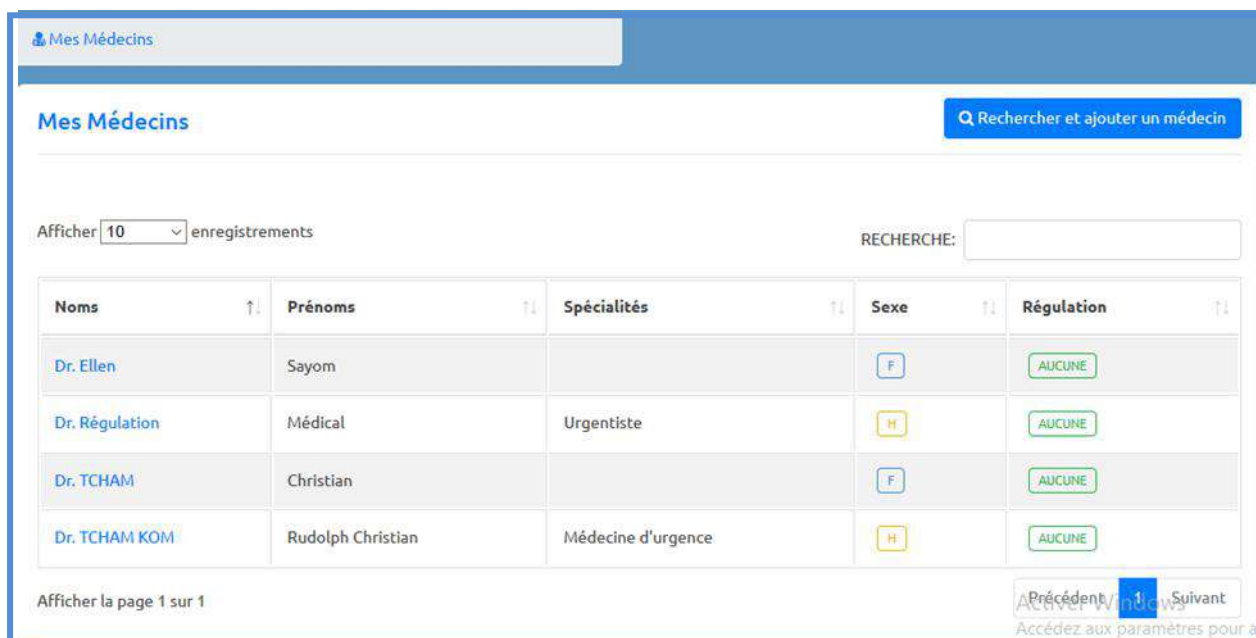 Mes Médecins
Mes Médecins
Rechercher et ajouter un médecin
Afficher 10 enregistrements
RECHERCHE:
Noms Prénoms Spécialités Sexe Régulation
Dr. Ellen Sayom F AUCUNE
Dr. Régulation Médical Urgentiste H AUCUNE
Dr. TCHAM Christian F AUCUNE
Dr. TCHAM KOM Rudolph Christian Médecine d'urgence H AUCUNE
Afficher la page 1 sur 1
Précédent 1 Suivant
Activer Windows
Accédez aux paramètres pour a